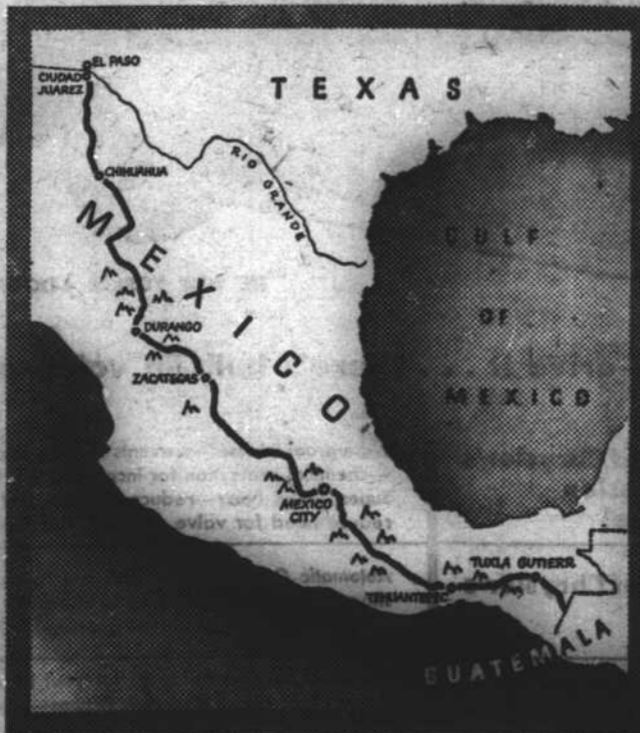 EL PASO
CIUDAD
JUAREZ
TEXAS
CHIHUAHUA
RIO GRANDE
MEXICO
GULF
OF
MEXICO
DURANGO
ZACATECAS
MEXICO
CITY
TUXLA GUTIERR.
TEHUANTEPEC
GUATEMALA